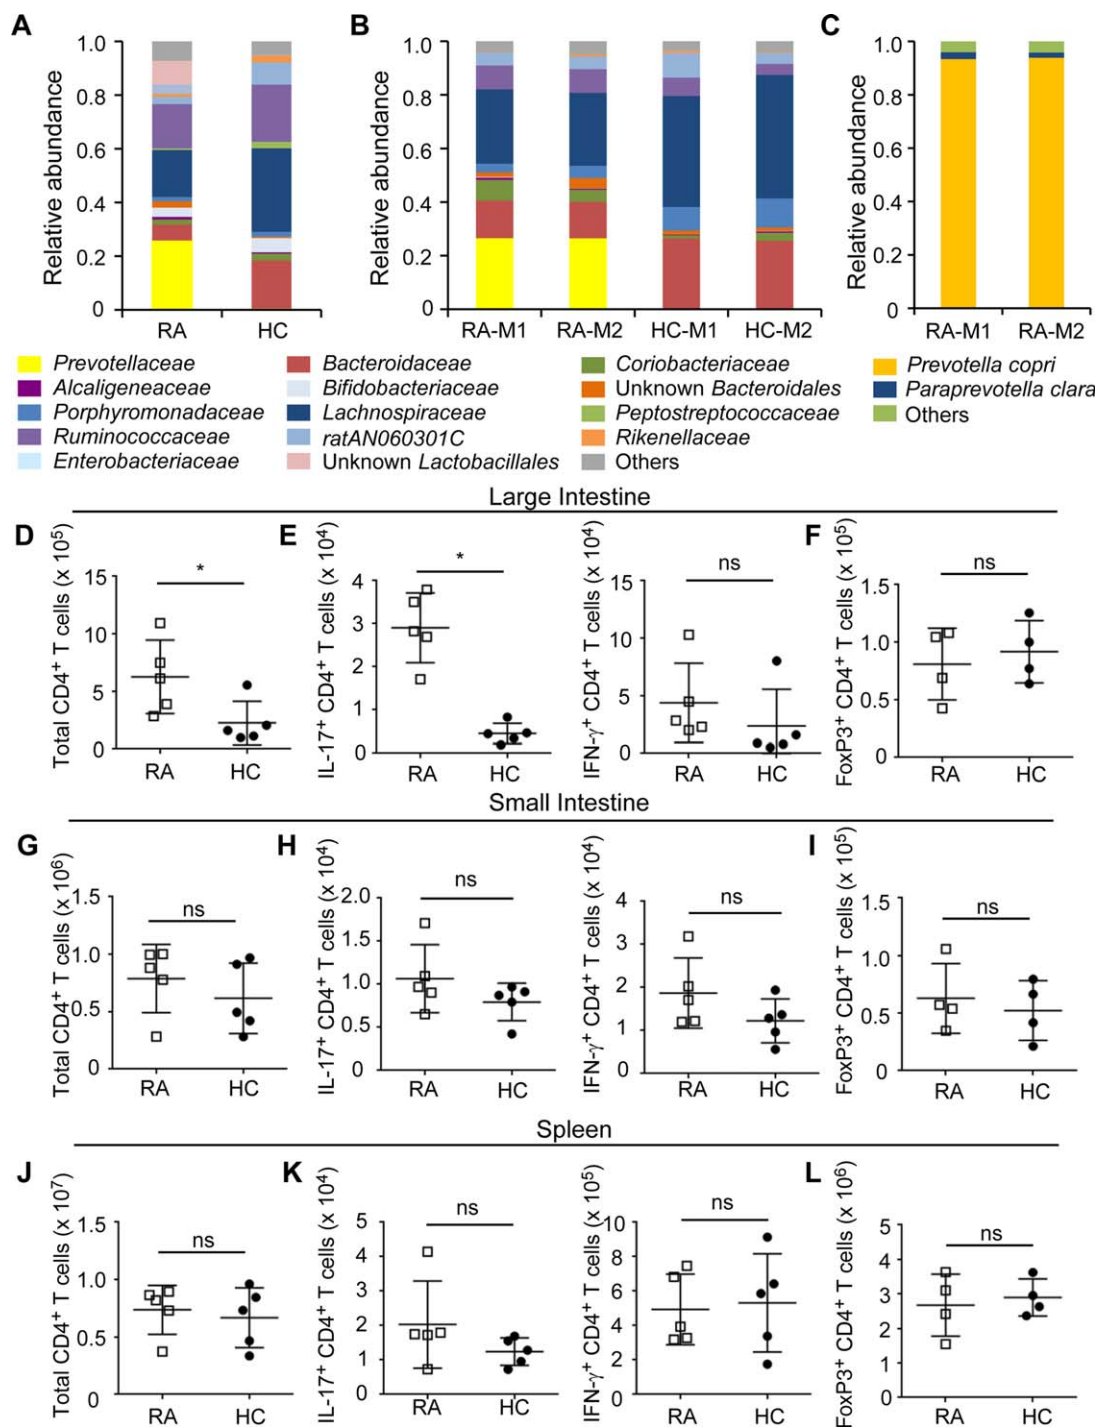 A
B
C
Relative abundance
1.0
0.8
0.6
0.4
0.2
0
RA
HC
Relative abundance
1.0
0.8
0.6
0.4
0.2
0
RA-M1
RA-M2
HC-M1
HC-M2
Relative abundance
1.0
0.8
0.6
0.4
0.2
0
RA-M1
RA-M2
Prevotellaceae
Bacteroidaceae
Coriobacteriaceae
Prevotella copri
Alcaligeneaceae
Bifidobacteriaceae
Unknown Bacteroidales
Paraprevotella clara
Porphyromonadaceae
Lachnospiraceae
Peptostreptococcaceae
Others
Ruminococcaceae
ratAN060301C
Rikenellaceae
Enterobacteriaceae
Unknown Lactobacillales
Others
Large Intestine
D
Total CD4⁺ T cells (x 10⁵)
15
10
5
0
*
RA
HC
E
IL-17⁺ CD4⁺ T cells (x 10⁴)
4
3
2
1
0
*
RA
HC
IFN-γ⁺ CD4⁺ T cells (x 10⁴)
15
10
5
0
ns
RA
HC
F
FoxP3⁺ CD4⁺ T cells (x 10⁵)
1.5
1.0
0.5
0
ns
RA
HC
Small Intestine
G
Total CD4⁺ T cells (x 10⁶)
1.5
1.0
0.5
0
ns
RA
HC
H
IL-17⁺ CD4⁺ T cells (x 10⁴)
2.0
1.5
1.0
0.5
0
ns
RA
HC
IFN-γ⁺ CD4⁺ T cells (x 10⁴)
4
3
2
1
0
ns
RA
HC
I
FoxP3⁺ CD4⁺ T cells (x 10⁵)
1.5
1.0
0.5
0
ns
RA
HC
Spleen
J
Total CD4⁺ T cells (x 10⁷)
1.5
1.0
0.5
0
ns
RA
HC
K
IL-17⁺ CD4⁺ T cells (x 10⁴)
5
4
3
2
1
0
ns
RA
HC
IFN-γ⁺ CD4⁺ T cells (x 10⁵)
10
8
6
4
2
0
ns
RA
HC
L
FoxP3⁺ CD4⁺ T cells (x 10⁶)
5
4
3
2
1
0
ns
RA
HC